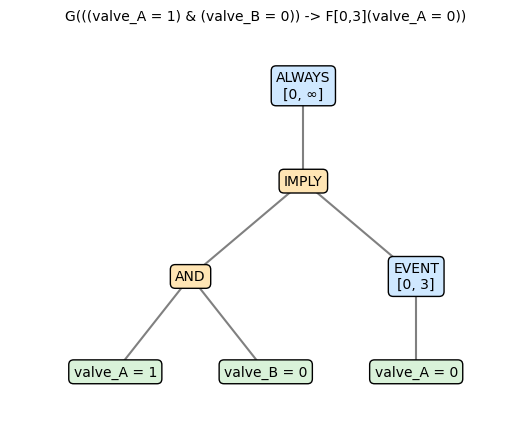 G(((valve_A = 1) & (valve_B = 0)) -> F[0,3](valve_A = 0))
ALWAYS
[0, ∞]
IMPLY
AND
EVENT
[0, 3]
valve_A = 1
valve_B = 0
valve_A = 0